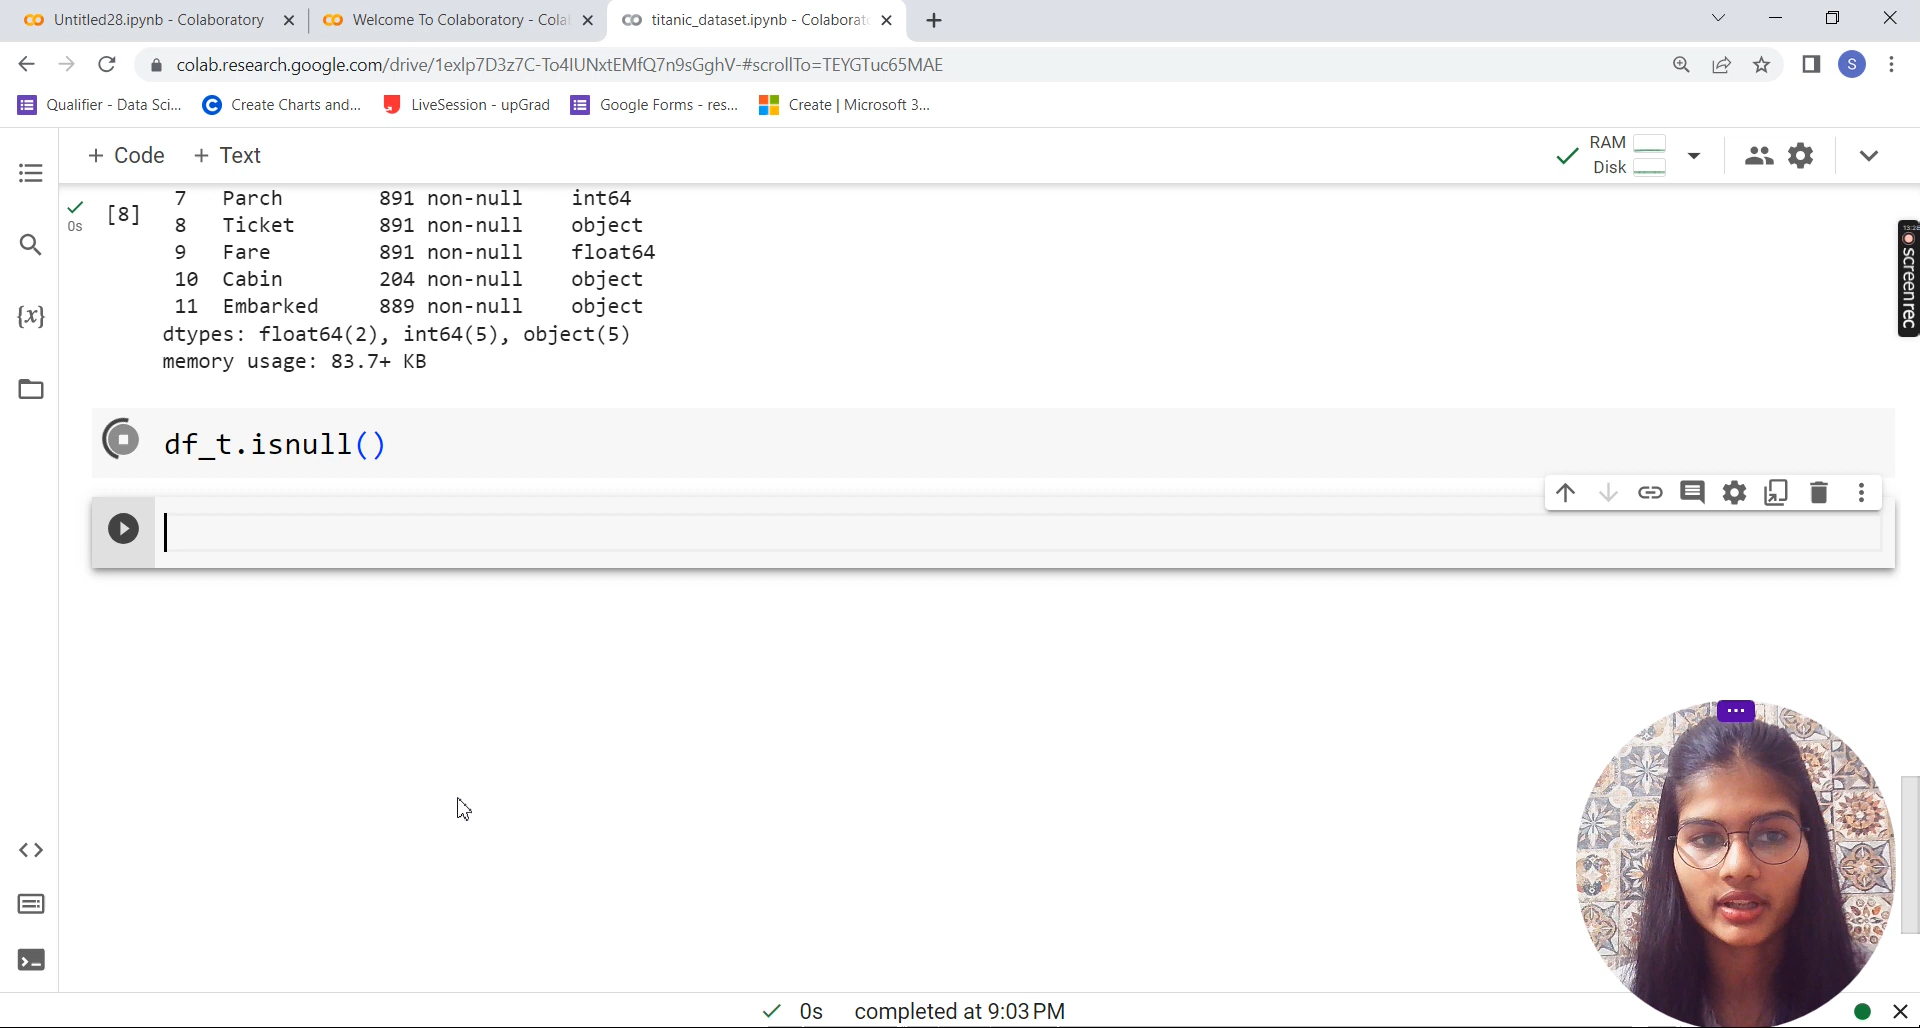 Untitled28.ipynb - Colaboratory
Welcome To Colaboratory - Colal
titanic_dataset.ipynb - Colaborat
colab.research.google.com/drive/1exlp7D3z7C-To4IUNxtEMfQ7n9sGghV-#scrollTo=TEYGTuc65MAE
S
Qualifier - Data Sci...
Create Charts and...
LiveSession - upGrad
Google Forms - res...
Create | Microsoft 3...
+ Code + Text
RAM
Disk
7 Parch 891 non-null int64
0s [8]
8 Ticket 891 non-null object
9 Fare 891 non-null float64
10 Cabin 204 non-null object
11 Embarked 889 non-null object
dtypes: float64(2), int64(5), object(5)
memory usage: 83.7+ KB
{x}
13:28
screenrec
df_t.isnull()
0s completed at 9:03 PM